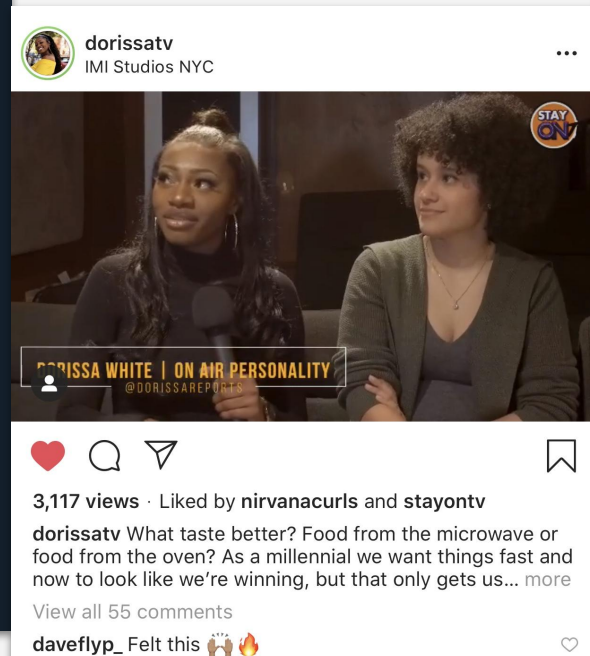 dorissatv
IMI Studios NYC
STAY
ON
DORISSA WHITE | ON AIR PERSONALITY
@DORISSAREPORTS
3,117 views · Liked by nirvanacurls and stayontv
dorissatv What taste better? Food from the microwave or
food from the oven? As a millennial we want things fast and
now to look like we’re winning, but that only gets us... more
View all 55 comments
daveflyp_ Felt this 🙌🏽🔥